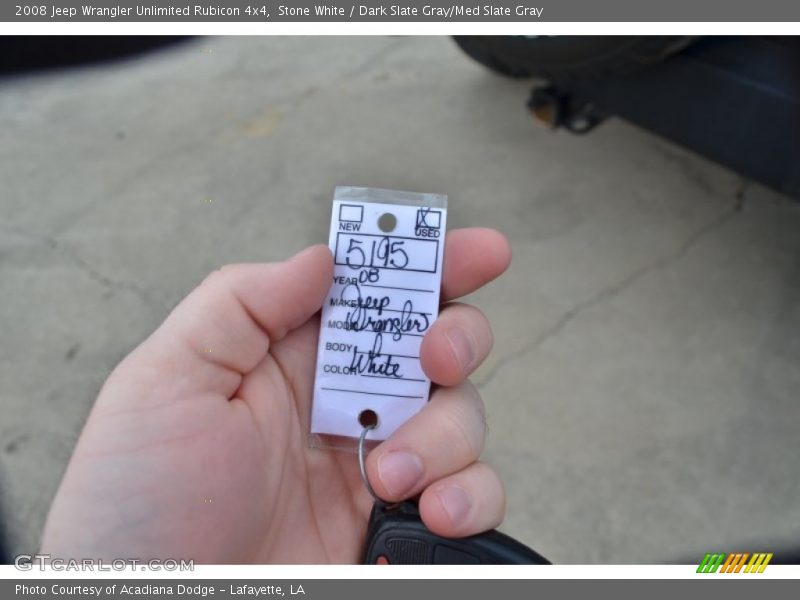 2008 Jeep Wrangler Unlimited Rubicon 4x4,  Stone White / Dark Slate Gray/Med Slate Gray
NEW X USED
5195
YEAR 08
MAKE Jeep
MODEL Wrangler
BODY
COLOR White
GTCARLOT.COM
Photo Courtesy of Acadiana Dodge - Lafayette, LA